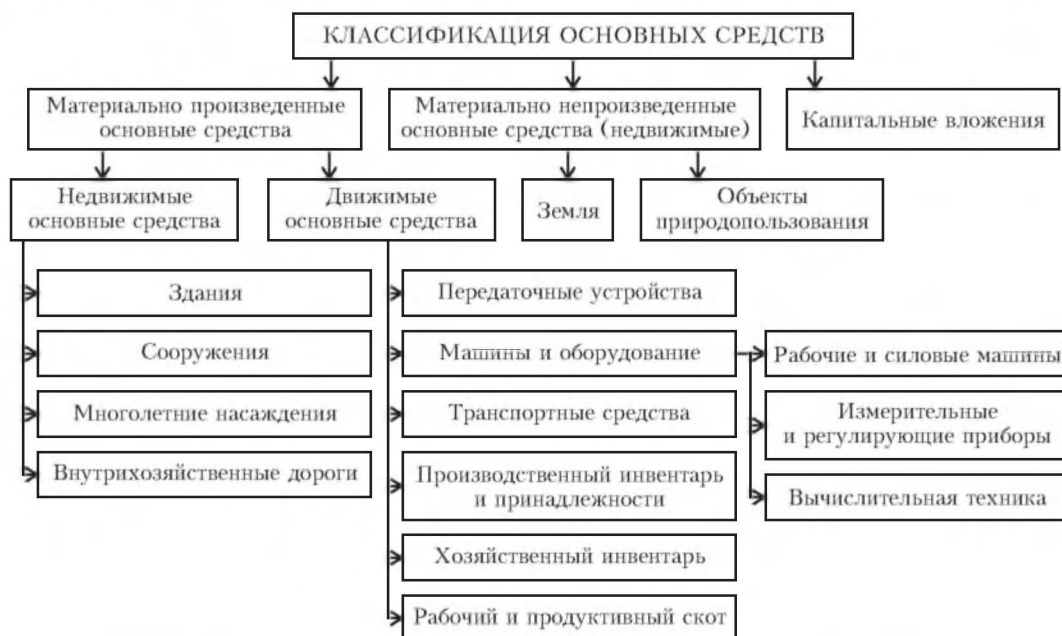 КЛАССИФИКАЦИЯ ОСНОВНЫХ СРЕДСТВ
Материально произведенные
основные средства
Материально непроизведенные
основные средства (недвижимые)
Капитальные вложения
Недвижимые
основные средства
Движимые
основные средства
Земля
Объекты
природопользования
Здания
Сооружения
Многолетние насаждения
Внутрихозяйственные дороги
Передаточные устройства
Машины и оборудование
Транспортные средства
Производственный инвентарь
и принадлежности
Хозяйственный инвентарь
Рабочий и продуктивный скот
Рабочие и силовые машины
Измерительные
и регулирующие приборы
Вычислительная техника